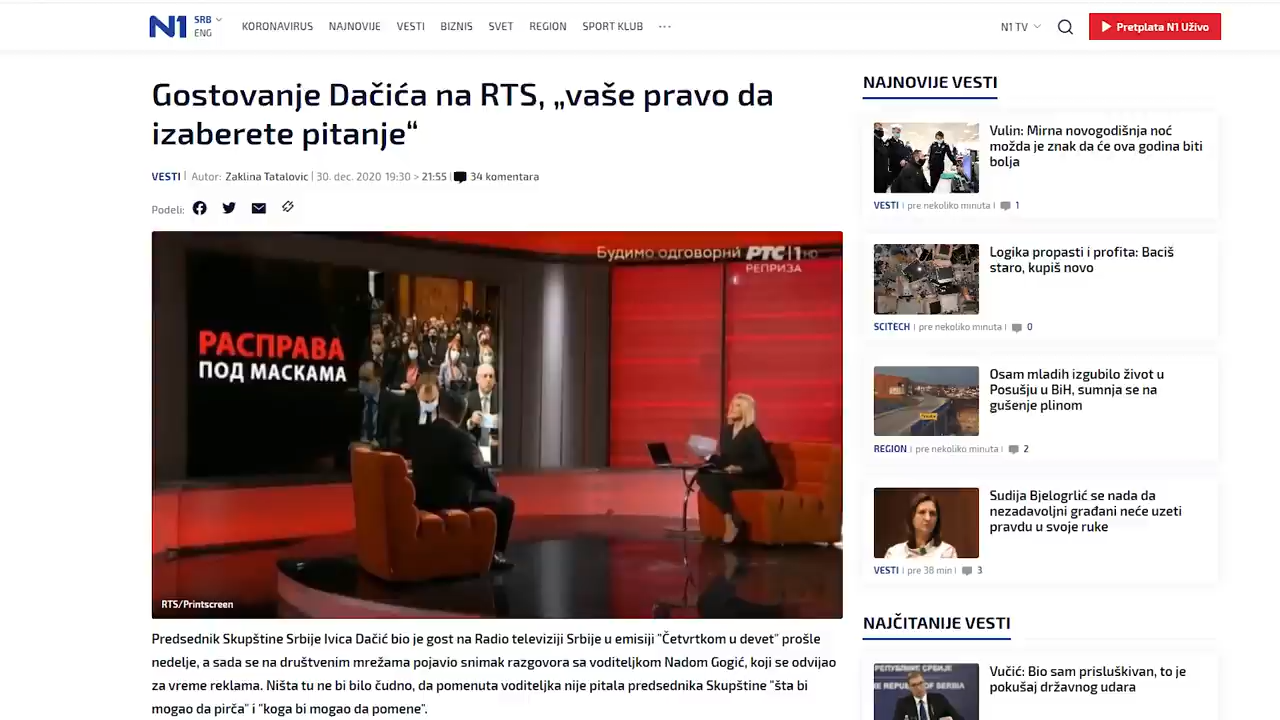 N1 SRB ENG KORONAVIRUS NAJNOVIJE VESTI BIZNIS SVET REGION SPORT KLUB ··· N1 TV Pretplata N1 Uživo
Gostovanje Dačića na RTS, „vaše pravo da
izaberete pitanje“
VESTI | Autor: Zaklina Tatalovic | 30. dec. 2020 19:30 > 21:55 | 34 komentara
Podeli:
Будимо одговорни РТС|1 HD
РЕПРИЗА
РАСПРАВА
ПОД МАСКАМА
RTS/Printscreen
Predsednik Skupštine Srbije Ivica Dačić bio je gost na Radio televiziji Srbije u emisiji "Četvrtkom u devet" prošle
nedelje, a sada se na društvenim mrežama pojavio snimak razgovora sa voditeljkom Nadom Gogić, koji se odvijao
za vreme reklama. Ništa tu ne bi bilo čudno, da pomenuta voditeljka nije pitala predsednika Skupštine "šta bi
mogao da pirča" i "koga bi mogao da pomene".
NAJNOVIJE VESTI
Vulin: Mirna novogodišnja noć
možda je znak da će ova godina biti
bolja
VESTI | pre nekoliko minuta | 1
Logika propasti i profita: Baciš
staro, kupiš novo
SCITECH | pre nekoliko minuta | 0
Osam mladih izgubilo život u
Posušju u BiH, sumnja se na
gušenje plinom
REGION | pre nekoliko minuta | 2
Sudija Bjelogrlić se nada da
nezadavoljni građani neće uzeti
pravdu u svoje ruke
VESTI | pre 38 min | 3
NAJČITANIJE VESTI
РЕПУБЛИКЕ СРБИЈЕ
HE REPUBLIC OF SERBIA
Vučić: Bio sam prisluškivan, to je
pokušaj državnog udara